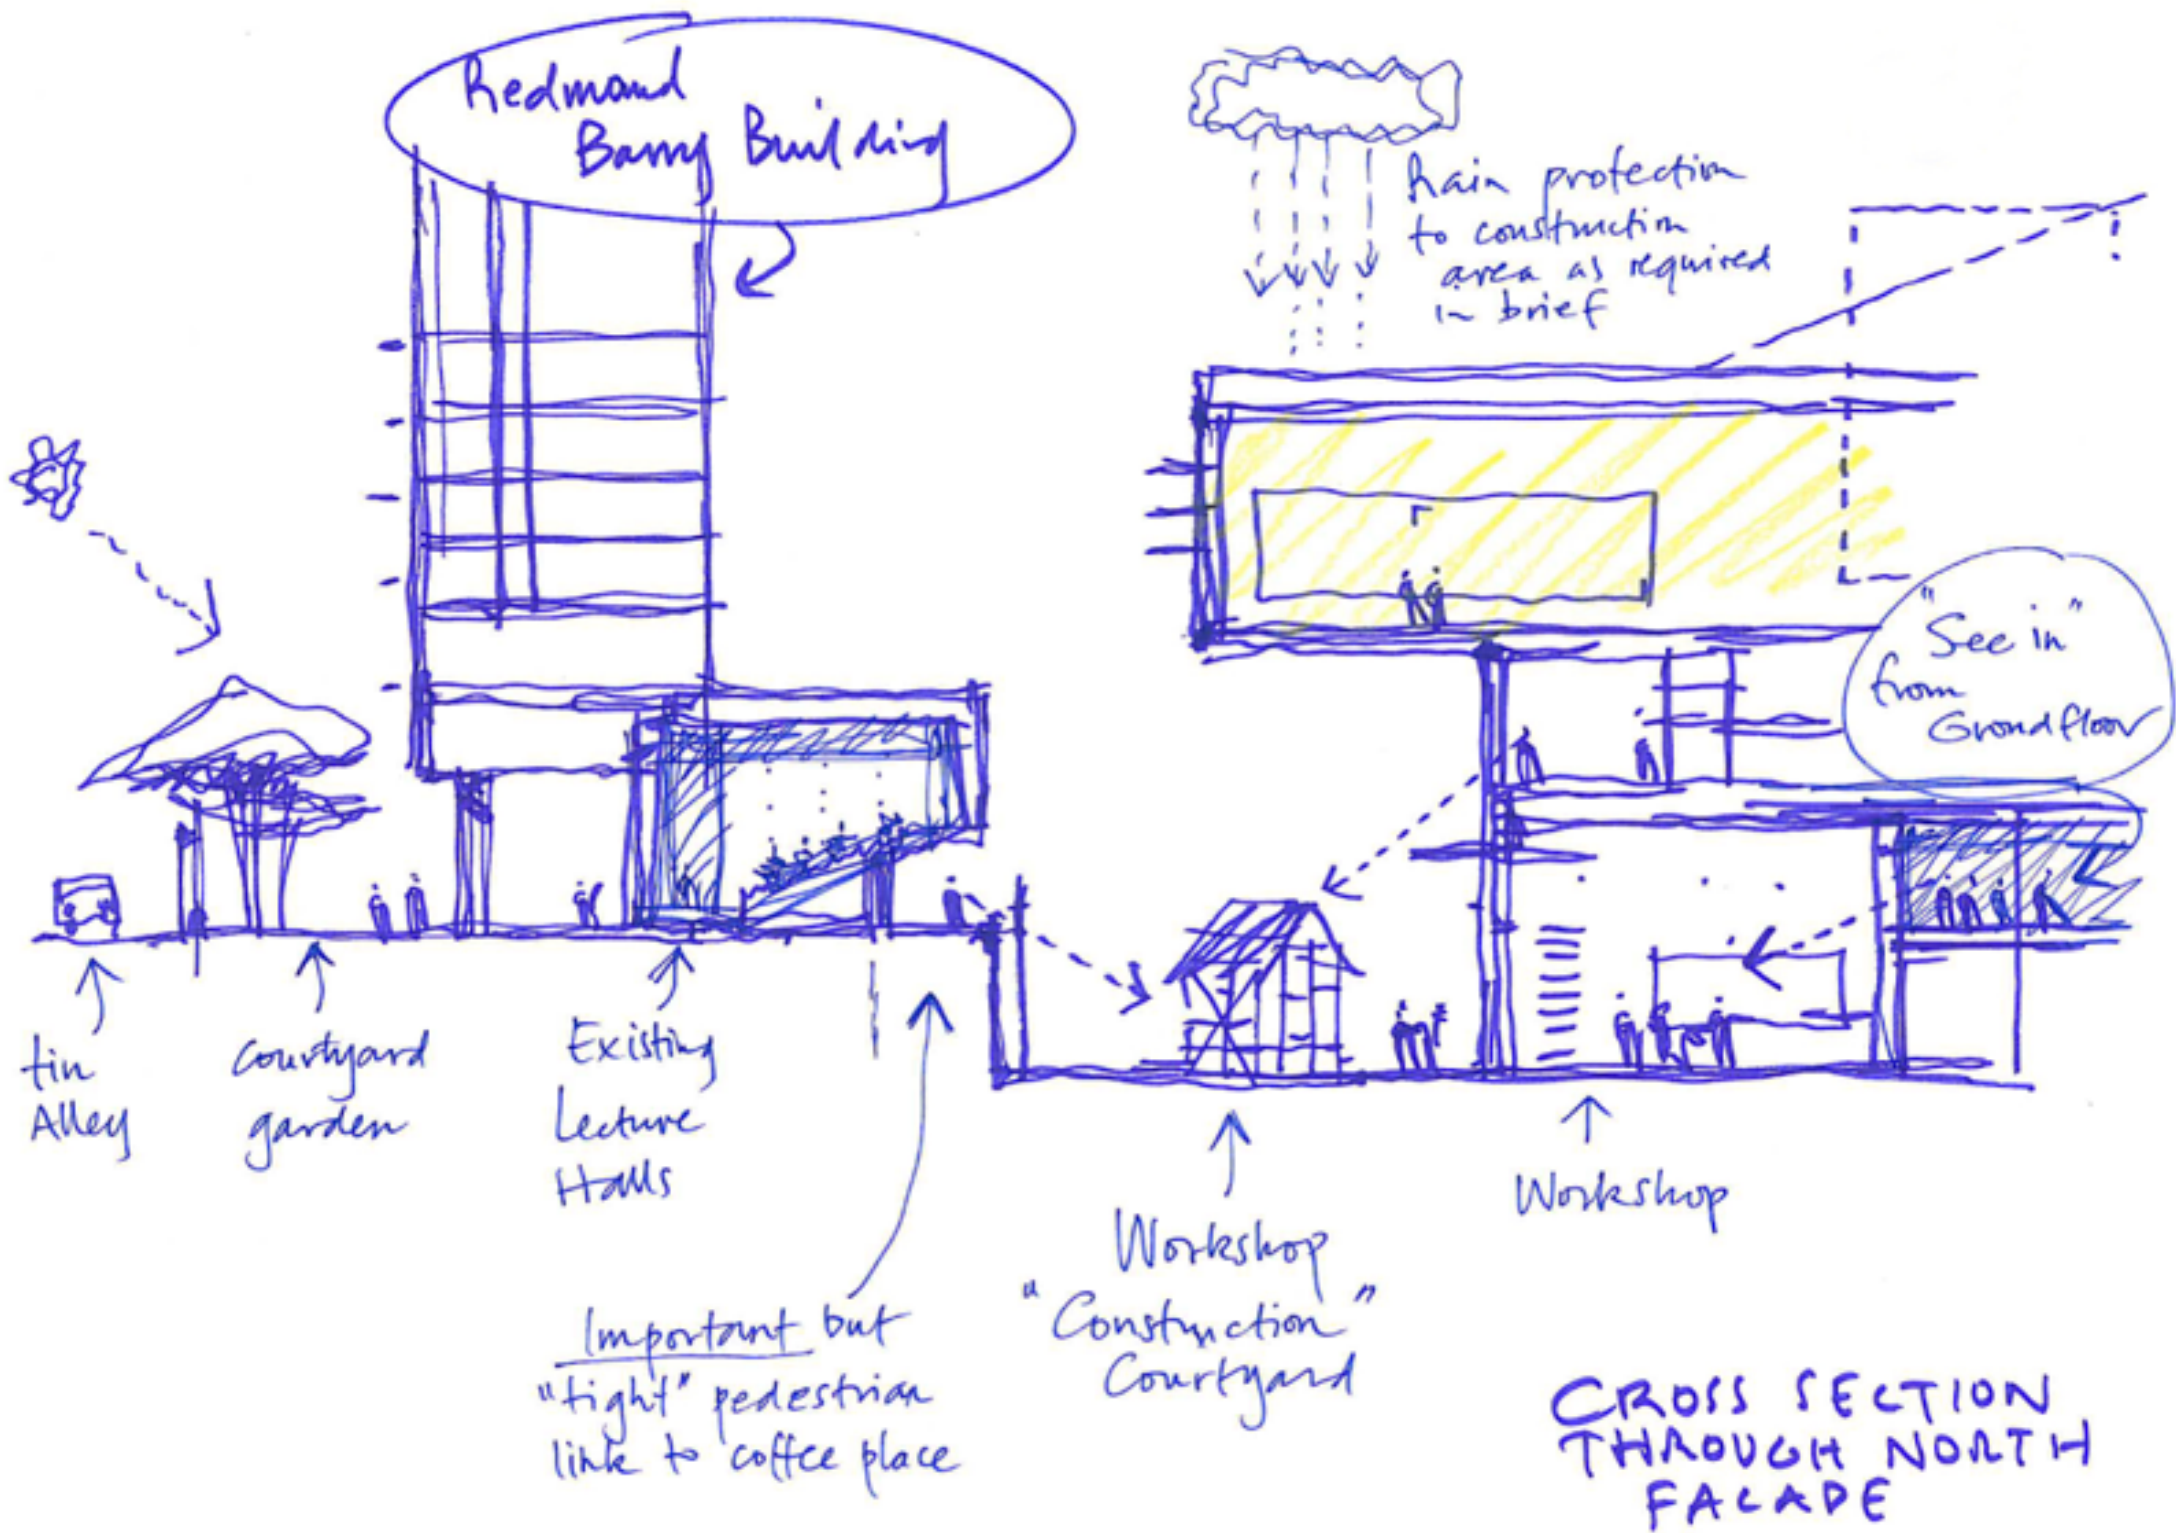 Redmond
Barry Building
Rain protection
to construction
area as required
in brief
"See in"
from
Grondfloor
tin
Alley
Courtyard
garden
Existing
Lecture
Halls
Important but
"tight" pedestrian
link to coffee place
Workshop
"Construction"
Courtyard
Workshop
CROSS SECTION
THROUGH NORTH
FACADE